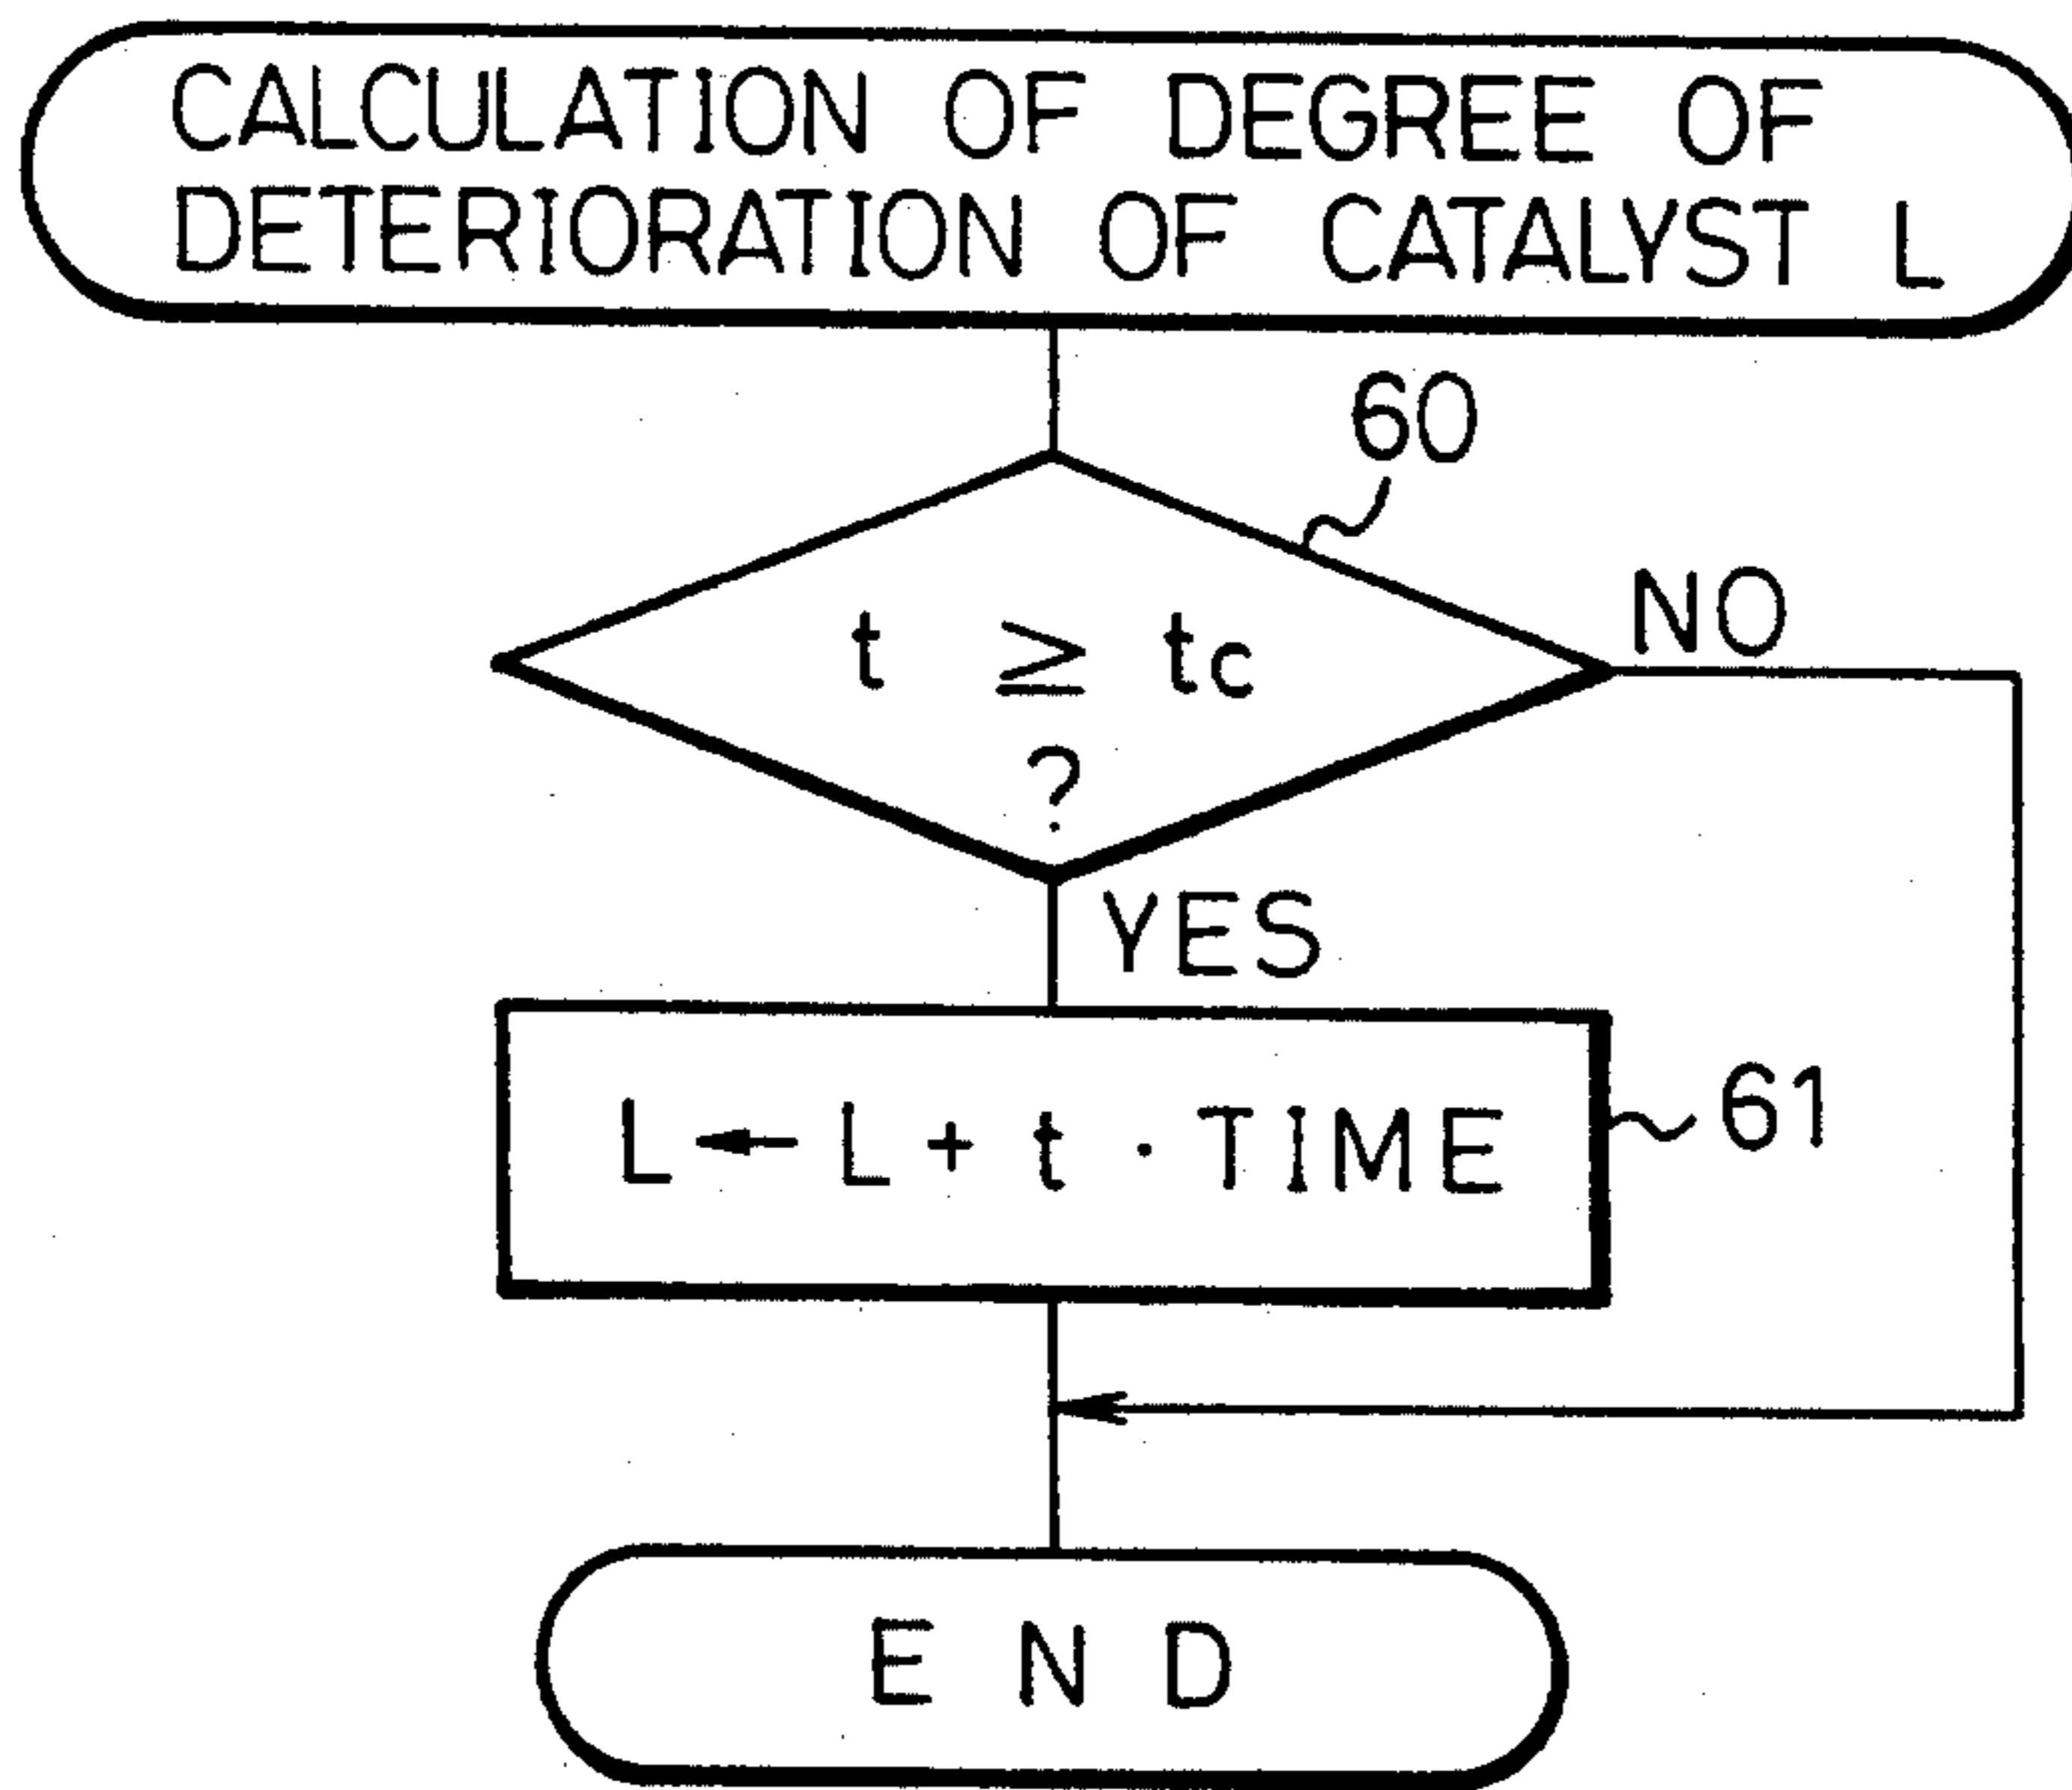 CALCULATION OF DEGREE OF
DETERIORATION OF CATALYST L
60
t ≧ tc
?
NO
YES
L ← L + t · TIME
61
END